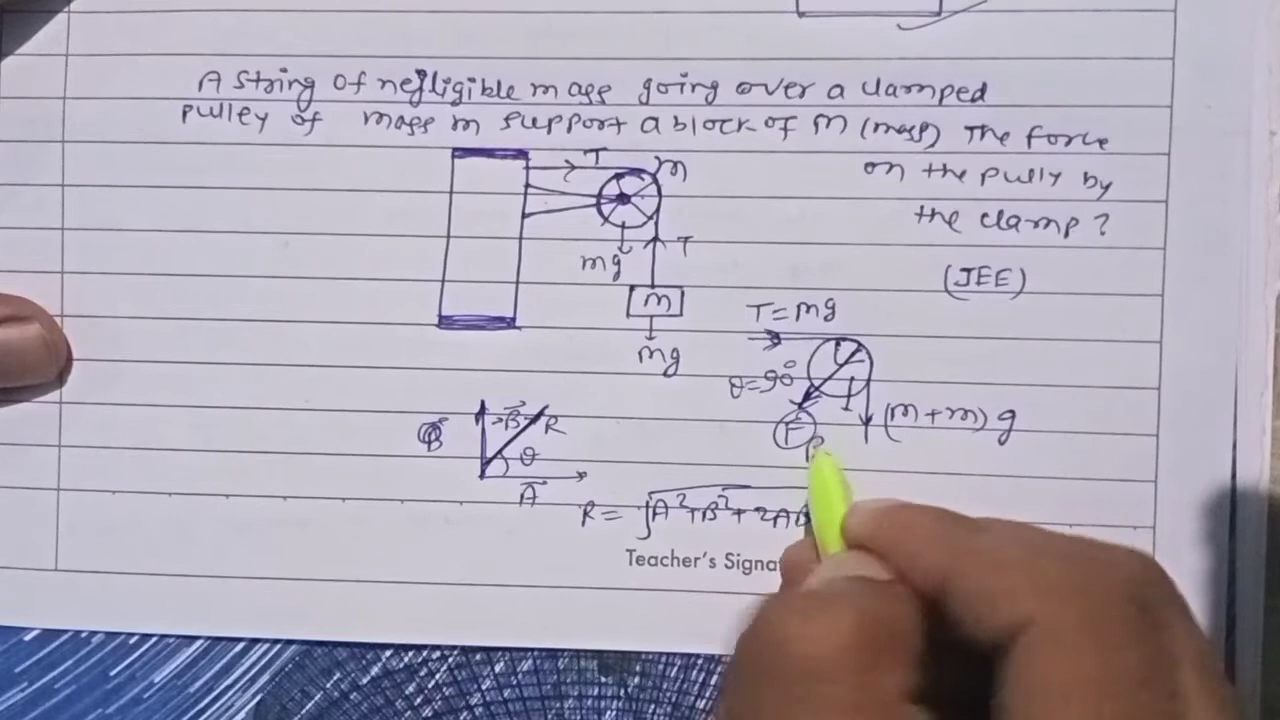 A string of negligible mass going over a clamped
pulley of mass m support a block of M (mass) The force
on the pully by
the clamp?
(JEE)
T
m
mg
T
m
mg
T=mg
θ=90°
(m+m)g
F
B
R
θ
A
R= √A²+B²+2AB
Teacher's Signa